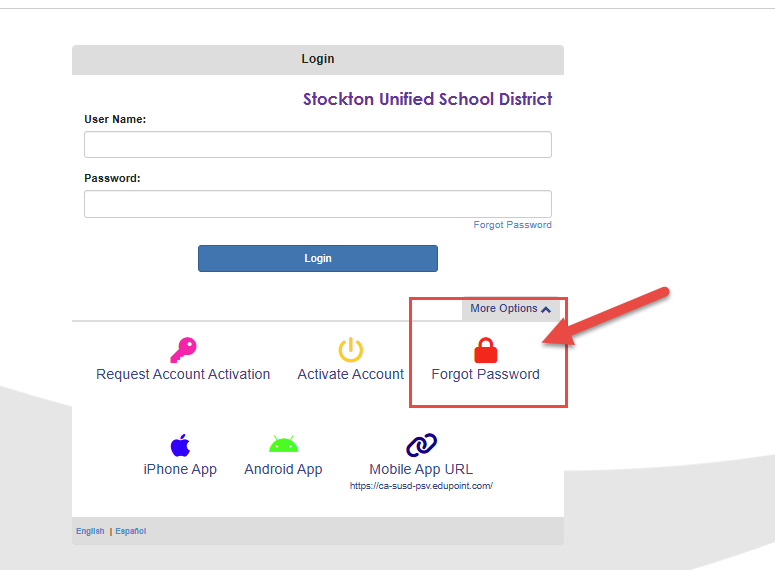 Login
Stockton Unified School District
User Name:
Password:
Forgot Password
Login
More Options
Request Account Activation
Activate Account
Forgot Password
iPhone App
Android App
Mobile App URL
https://ca-susd-psv.edupoint.com/
English | Español